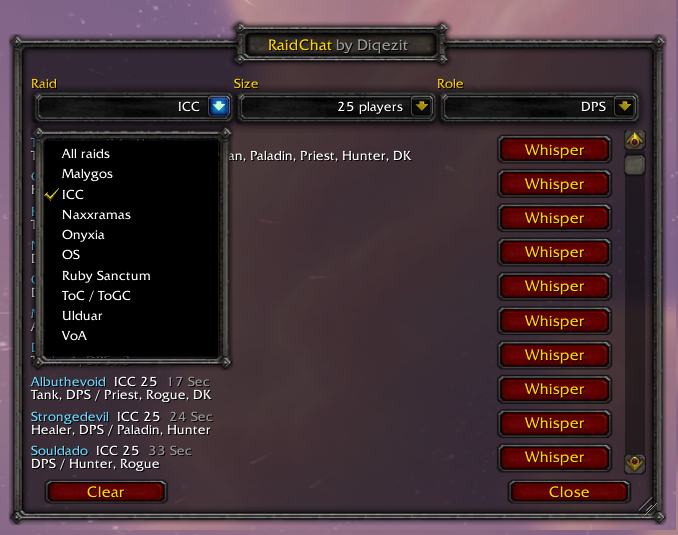 RaidChat by Diqezit
Raid
Size
Role
ICC
25 players
DPS
All raids
Malygos
ICC
Naxxramas
Onyxia
OS
Ruby Sanctum
ToC / ToGC
Ulduar
VoA
Paladin, Priest, Hunter, DK
Whisper
Whisper
Whisper
Whisper
Whisper
Whisper
Whisper
Albuthevoid ICC 25 17 Sec
Tank, DPS / Priest, Rogue, DK
Whisper
Strongedevil ICC 25 24 Sec
Healer, DPS / Paladin, Hunter
Whisper
Souldado ICC 25 33 Sec
DPS / Hunter, Rogue
Whisper
Clear
Close